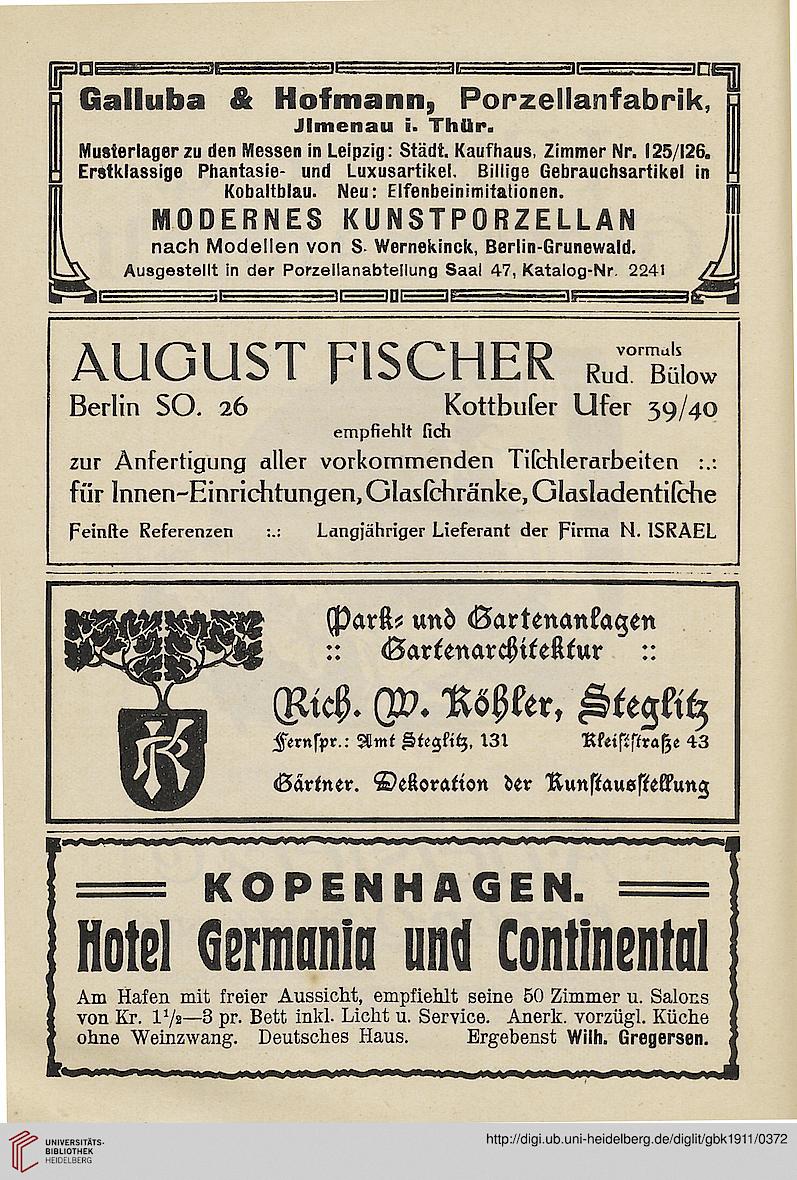 Galluba & Hofmann, Porzellanfabrik,
Jlmenau i. Thür.
Musterlager zu den Messen in Leipzig: Städt. Kaufhaus, Zimmer Nr. 125/126.
Erstklassige Phantasie- und Luxusartikel. Billige Gebrauchsartikel in
Kobaltblau. Neu: Elfenbeinimitationen.
MODERNES KUNSTPORZELLAN
nach Modellen von S. Wernekinck, Berlin-Grunewald.
Ausgestellt in der Porzellanabteilung Saal 47, Katalog-Nr. 2241
AUGUST FISCHER vormals
Rud. Bülow
Berlin SO. 26 Kottbuſer Ufer 39/40
empfiehlt ſich
zur Anfertigung aller vorkommenden Tiſchlerarbeiten :.:
für Innen-Einrichtungen, Glasſchränke, Glasladentiſche
Feinſte Referenzen :.: Langjähriger Lieferant der Firma N. ISRAEL
Park- und Gartenanlagen
:: Gartenarchitektur ::
Rich. W. Köhler, Steglitz
Fernſpr.: Amt Steglitz, 131 Kleiſtſtraße 43
Gärtner. Dekoration der Kunſtausſtellung
K
KOPENHAGEN.
Hotel Germania und Continental
Am Hafen mit freier Aussicht, empfiehlt seine 50 Zimmer u. Salons
von Kr. 1¹/₂—3 pr. Bett inkl. Licht u. Service. Anerk. vorzügl. Küche
ohne Weinzwang. Deutsches Haus. Ergebenst Wilh. Gregersen.
UNIVERSITÄTS-
BIBLIOTHEK
HEIDELBERG
http://digi.ub.uni-heidelberg.de/diglit/gbk1911/0372